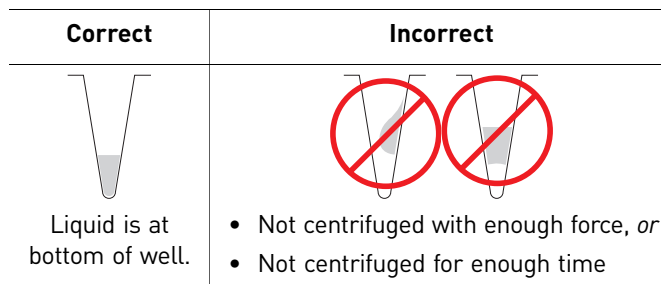 Correct
Incorrect
Liquid is at
bottom of well.
• Not centrifuged with enough force, or
• Not centrifuged for enough time